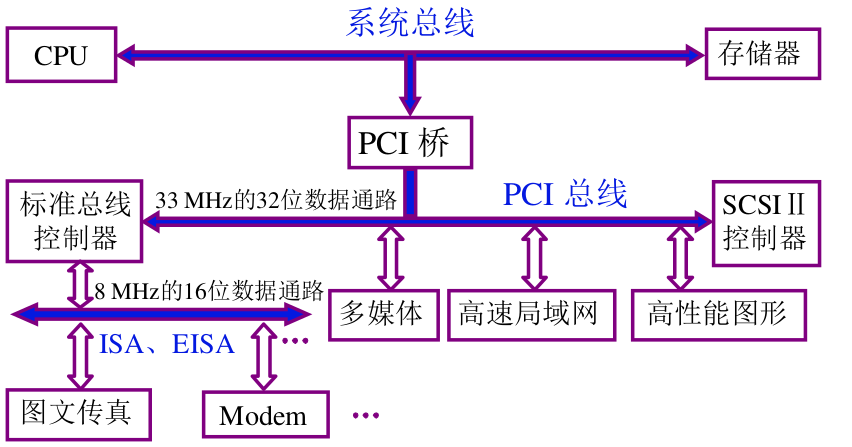 系统总线
CPU
存储器
PCI 桥
33 MHz的32位数据通路
PCI 总线
标准总线
控制器
SCSIⅡ
控制器
8 MHz的16位数据通路
多媒体
高速局域网
高性能图形
ISA、EISA
…
图文传真
Modem
…